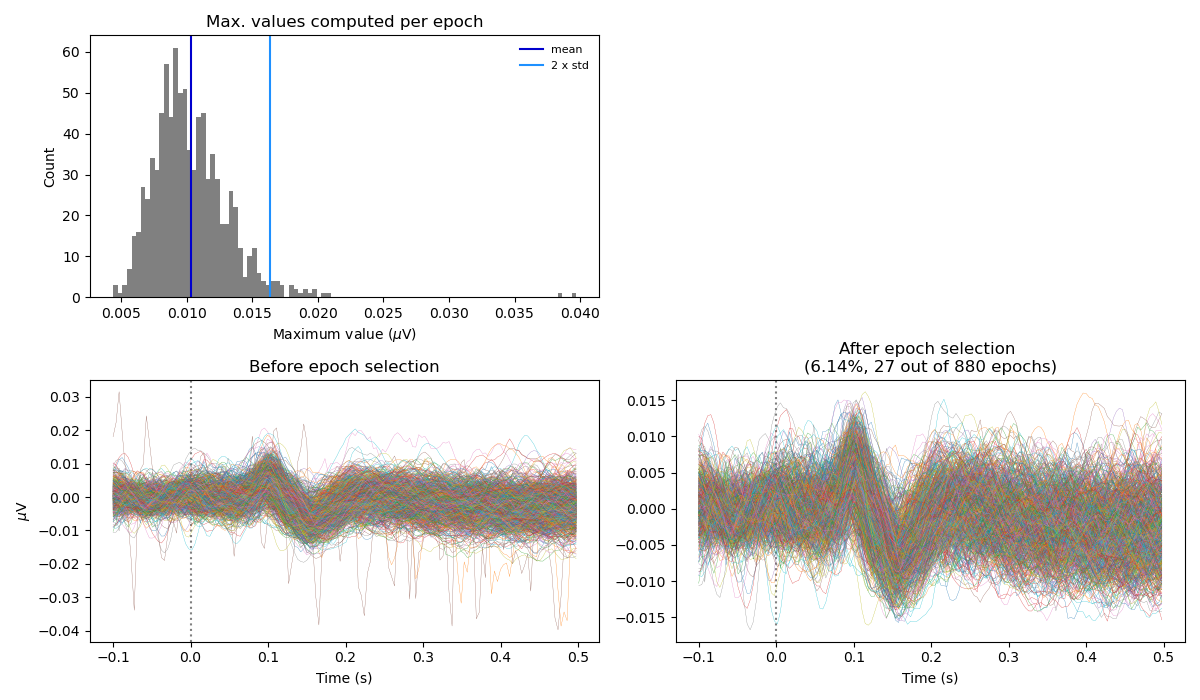 Max. values computed per epoch
mean
2 x std
60
50
40
30
20
10
0
Count
0.005 0.010 0.015 0.020 0.025 0.030 0.035 0.040
Maximum value (μV)
Before epoch selection
0.03
0.02
0.01
0.00
−0.01
−0.02
−0.03
−0.04
μV
−0.1 0.0 0.1 0.2 0.3 0.4 0.5
Time (s)
After epoch selection
(6.14%, 27 out of 880 epochs)
0.015
0.010
0.005
0.000
−0.005
−0.010
−0.015
−0.1 0.0 0.1 0.2 0.3 0.4 0.5
Time (s)